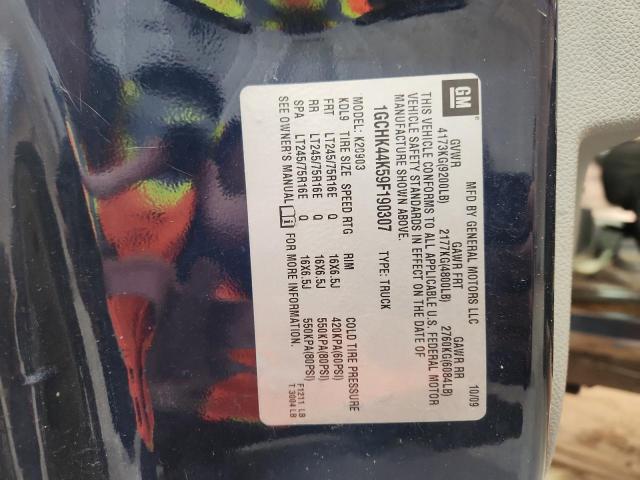 GM ® MFD BY GENERAL MOTORS LLC 10/09
GVWR GAWR FRT GAWR RR
4173KG(9200LB) 2177KG(4800LB) 2760KG(6084LB)
THIS VEHICLE CONFORMS TO ALL APPLICABLE U.S. FEDERAL MOTOR
VEHICLE SAFETY STANDARDS IN EFFECT ON THE DATE OF
MANUFACTURE SHOWN ABOVE.
1GCHK44K59F190307 TYPE: TRUCK
MODEL: K20903
KDL9 TIRE SIZE SPEED RTG RIM COLD TIRE PRESSURE
FRT LT245/75R16E Q 16X6.5J 420KPA(60PSI)
RR LT245/75R16E Q 16X6.5J 550KPA(80PSI)
SPA LT245/75R16E Q 16X6.5J 550KPA(80PSI)
SEE OWNER'S MANUAL i FOR MORE INFORMATION.
F1211 LB
T 3004 LB